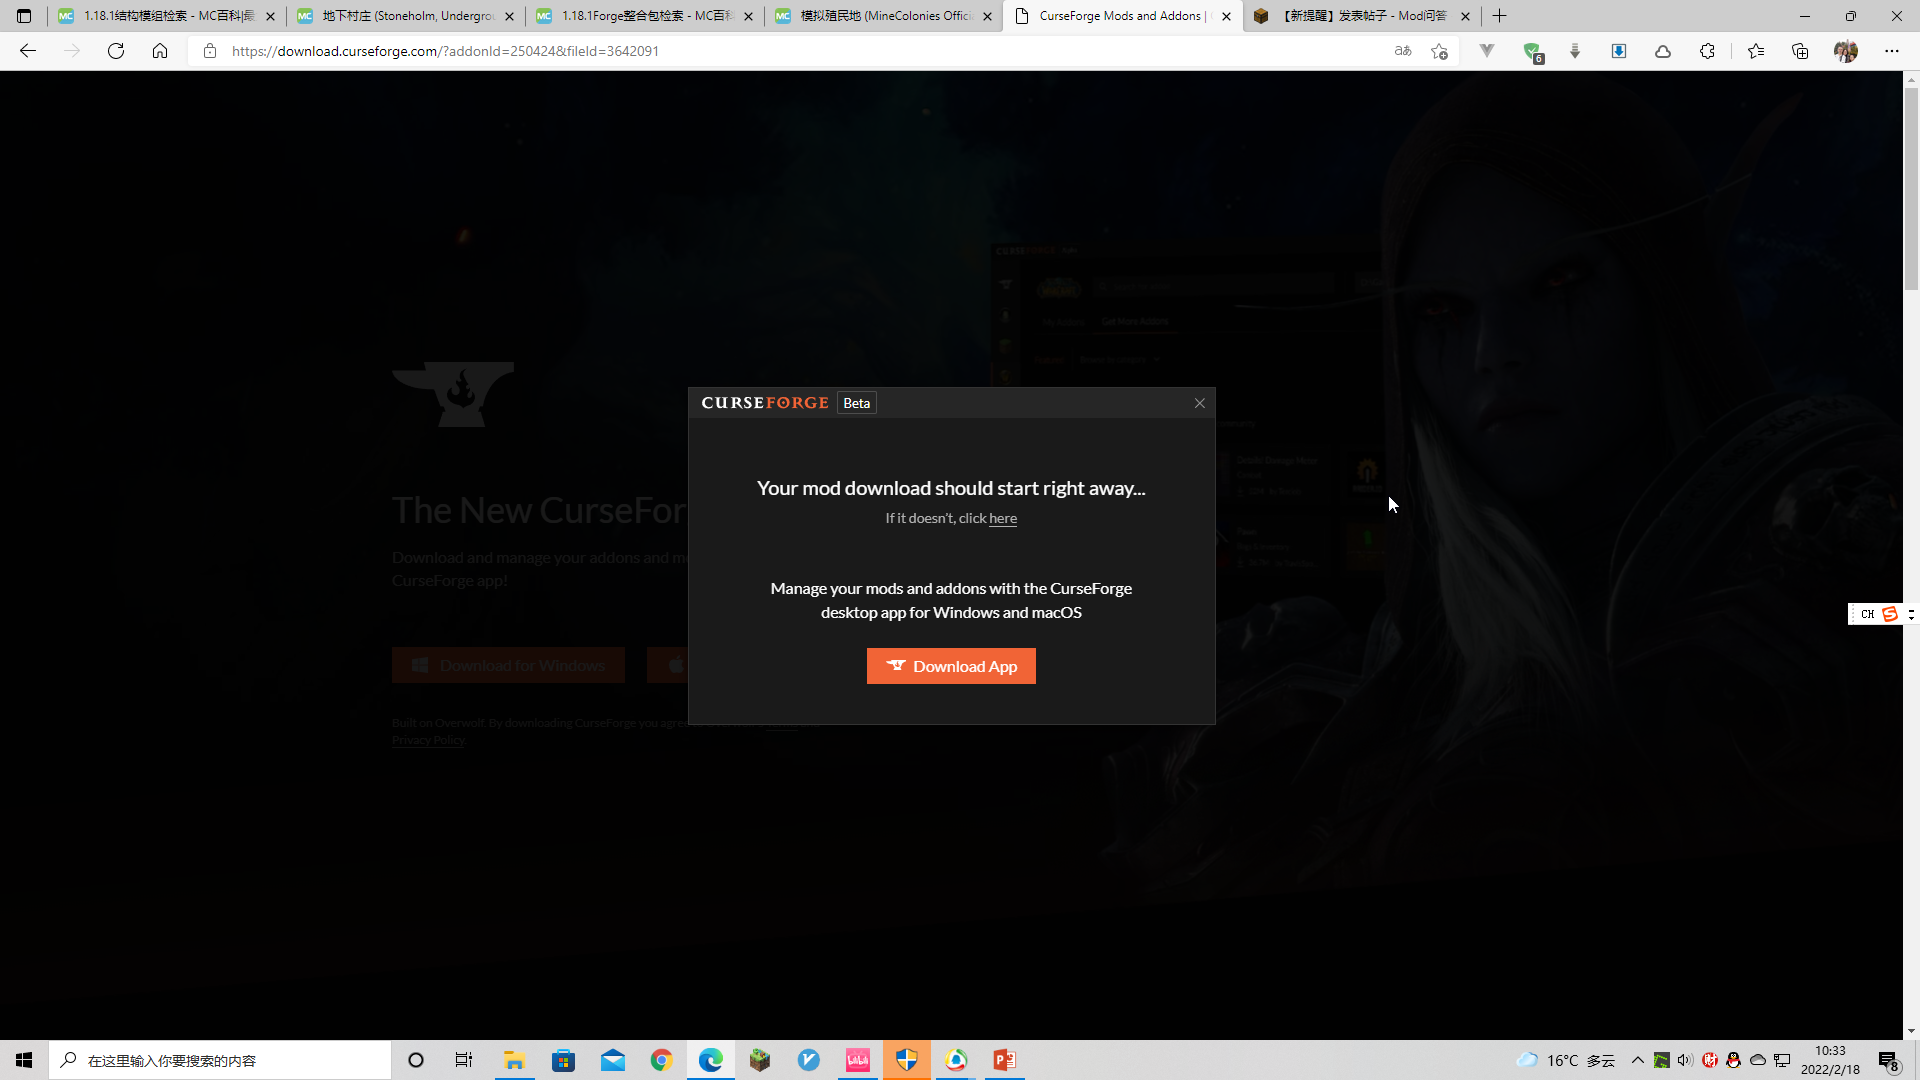 1.18.1结构模组检索 - MC百科|最
地下村庄 (Stoneholm, Undergrou
1.18.1Forge整合包检索 - MC百科
模拟殖民地 (MineColonies Offici
CurseForge Mods and Addons |
【新提醒】发表帖子 - Mod问答
https://download.curseforge.com/?addonId=250424&fileId=3642091
6
CURSEFORGE Beta
Your mod download should start right away...
If it doesn't, click here
Manage your mods and addons with the CurseForge
desktop app for Windows and macOS
Download App
The New CurseFor
Download and manage your addons and m
CurseForge app!
Download for Windows
Built on Overwolf. By downloading CurseForge you agree
Privacy Policy.
CH
在这里输入你要搜索的内容
16°C 多云
10:33
2022/2/18
8